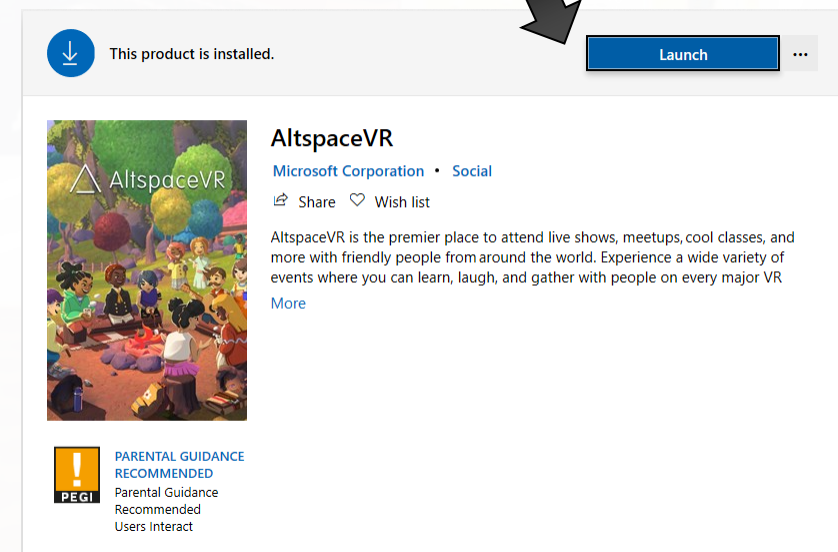 This product is installed.
Launch
...
AltspaceVR
AltspaceVR
Microsoft Corporation • Social
Share Wish list
AltspaceVR is the premier place to attend live shows, meetups, cool classes, and
more with friendly people from around the world. Experience a wide variety of
events where you can learn, laugh, and gather with people on every major VR
More
!
PEGI
PARENTAL GUIDANCE
RECOMMENDED
Parental Guidance
Recommended
Users Interact